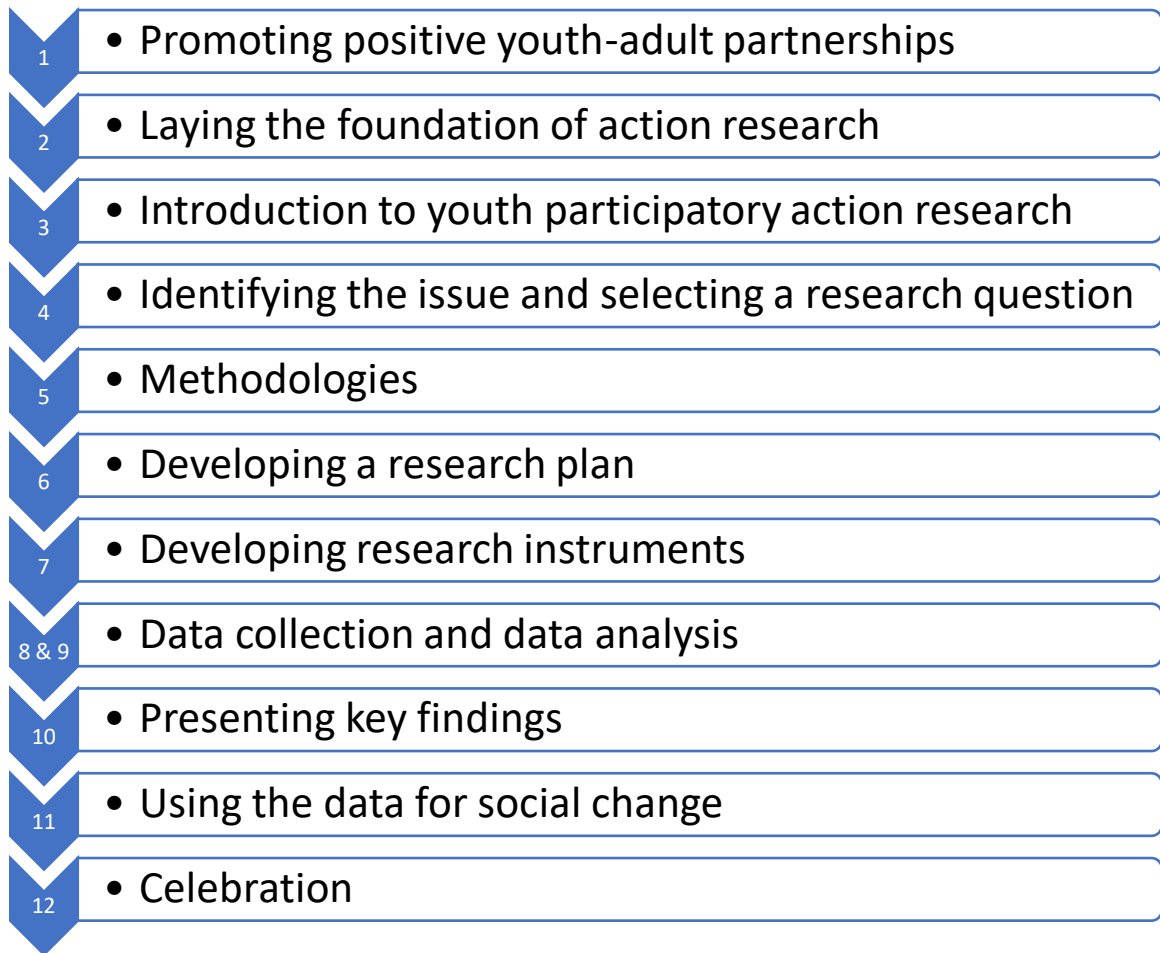 1 • Promoting positive youth-adult partnerships
2 • Laying the foundation of action research
3 • Introduction to youth participatory action research
4 • Identifying the issue and selecting a research question
5 • Methodologies
6 • Developing a research plan
7 • Developing research instruments
8 & 9 • Data collection and data analysis
10 • Presenting key findings
11 • Using the data for social change
12 • Celebration